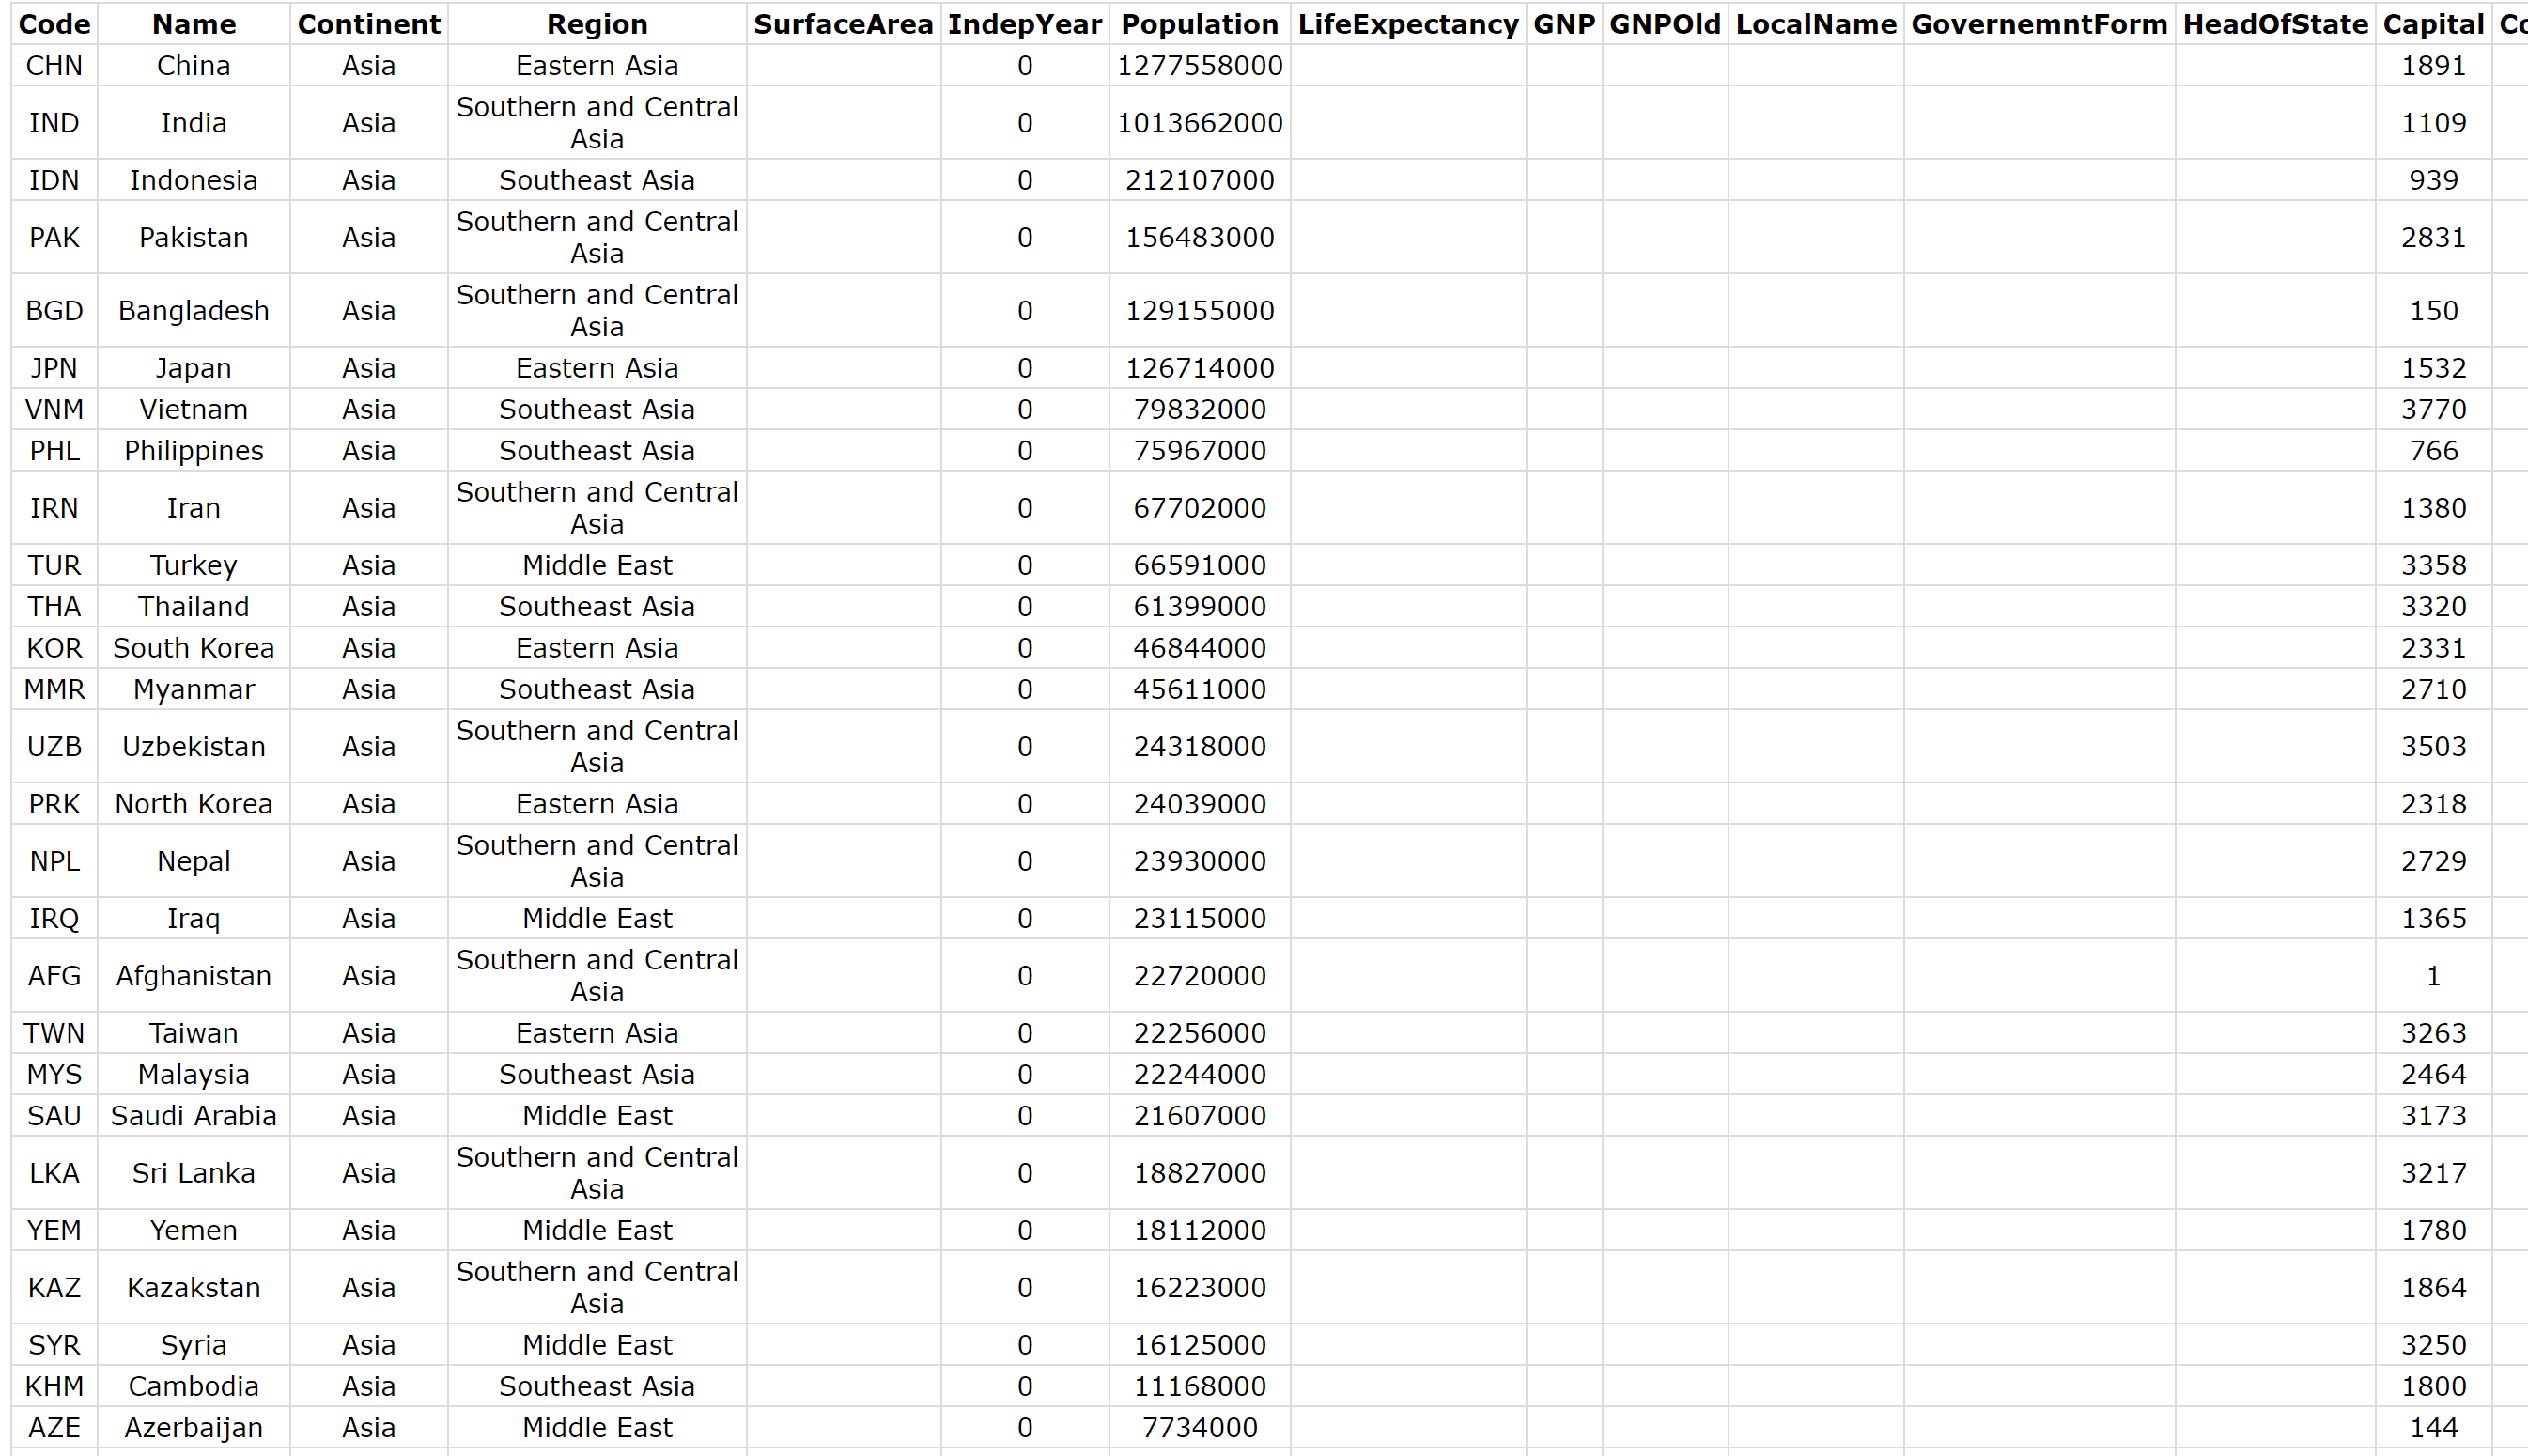 Code Name Continent Region SurfaceArea IndepYear Population LifeExpectancy GNP GNPOld LocalName GovernemntForm HeadOfState Capital Co
CHN China Asia Eastern Asia 0 1277558000 1891
IND India Asia Southern and Central Asia 0 1013662000 1109
IDN Indonesia Asia Southeast Asia 0 212107000 939
PAK Pakistan Asia Southern and Central Asia 0 156483000 2831
BGD Bangladesh Asia Southern and Central Asia 0 129155000 150
JPN Japan Asia Eastern Asia 0 126714000 1532
VNM Vietnam Asia Southeast Asia 0 79832000 3770
PHL Philippines Asia Southeast Asia 0 75967000 766
IRN Iran Asia Southern and Central Asia 0 67702000 1380
TUR Turkey Asia Middle East 0 66591000 3358
THA Thailand Asia Southeast Asia 0 61399000 3320
KOR South Korea Asia Eastern Asia 0 46844000 2331
MMR Myanmar Asia Southeast Asia 0 45611000 2710
UZB Uzbekistan Asia Southern and Central Asia 0 24318000 3503
PRK North Korea Asia Eastern Asia 0 24039000 2318
NPL Nepal Asia Southern and Central Asia 0 23930000 2729
IRQ Iraq Asia Middle East 0 23115000 1365
AFG Afghanistan Asia Southern and Central Asia 0 22720000 1
TWN Taiwan Asia Eastern Asia 0 22256000 3263
MYS Malaysia Asia Southeast Asia 0 22244000 2464
SAU Saudi Arabia Asia Middle East 0 21607000 3173
LKA Sri Lanka Asia Southern and Central Asia 0 18827000 3217
YEM Yemen Asia Middle East 0 18112000 1780
KAZ Kazakstan Asia Southern and Central Asia 0 16223000 1864
SYR Syria Asia Middle East 0 16125000 3250
KHM Cambodia Asia Southeast Asia 0 11168000 1800
AZE Azerbaijan Asia Middle East 0 7734000 144